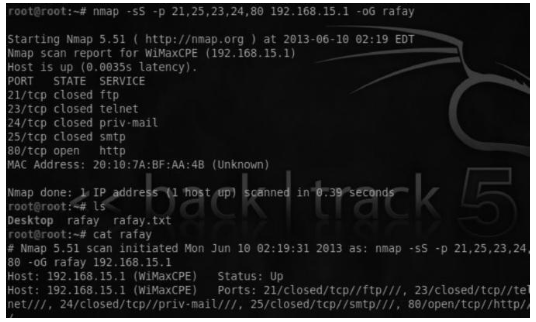 root@root:~# nmap -sS -p 21,25,23,24,80 192.168.15.1 -oG rafay
Starting Nmap 5.51 ( http://nmap.org ) at 2013-06-10 02:19 EDT
Nmap scan report for WiMaxCPE (192.168.15.1)
Host is up (0.0035s latency).
PORT   STATE  SERVICE
21/tcp closed ftp
23/tcp closed telnet
24/tcp closed priv-mail
25/tcp closed smtp
80/tcp open   http
MAC Address: 20:10:7A:BF:AA:4B (Unknown)
Nmap done: 1 IP address (1 host up) scanned in 0.39 seconds
root@root:~# ls
Desktop  rafay  rafay.txt
root@root:~# cat rafay
# Nmap 5.51 scan initiated Mon Jun 10 02:19:31 2013 as: nmap -sS -p 21,25,23,24,
80 -oG rafay 192.168.15.1
Host: 192.168.15.1 (WiMaxCPE)   Status: Up
Host: 192.168.15.1 (WiMaxCPE)   Ports: 21/closed/tcp//ftp///, 23/closed/tcp//tel
net///, 24/closed/tcp//priv-mail///, 25/closed/tcp//smtp///, 80/open/tcp//http//
/
<< back | track 5